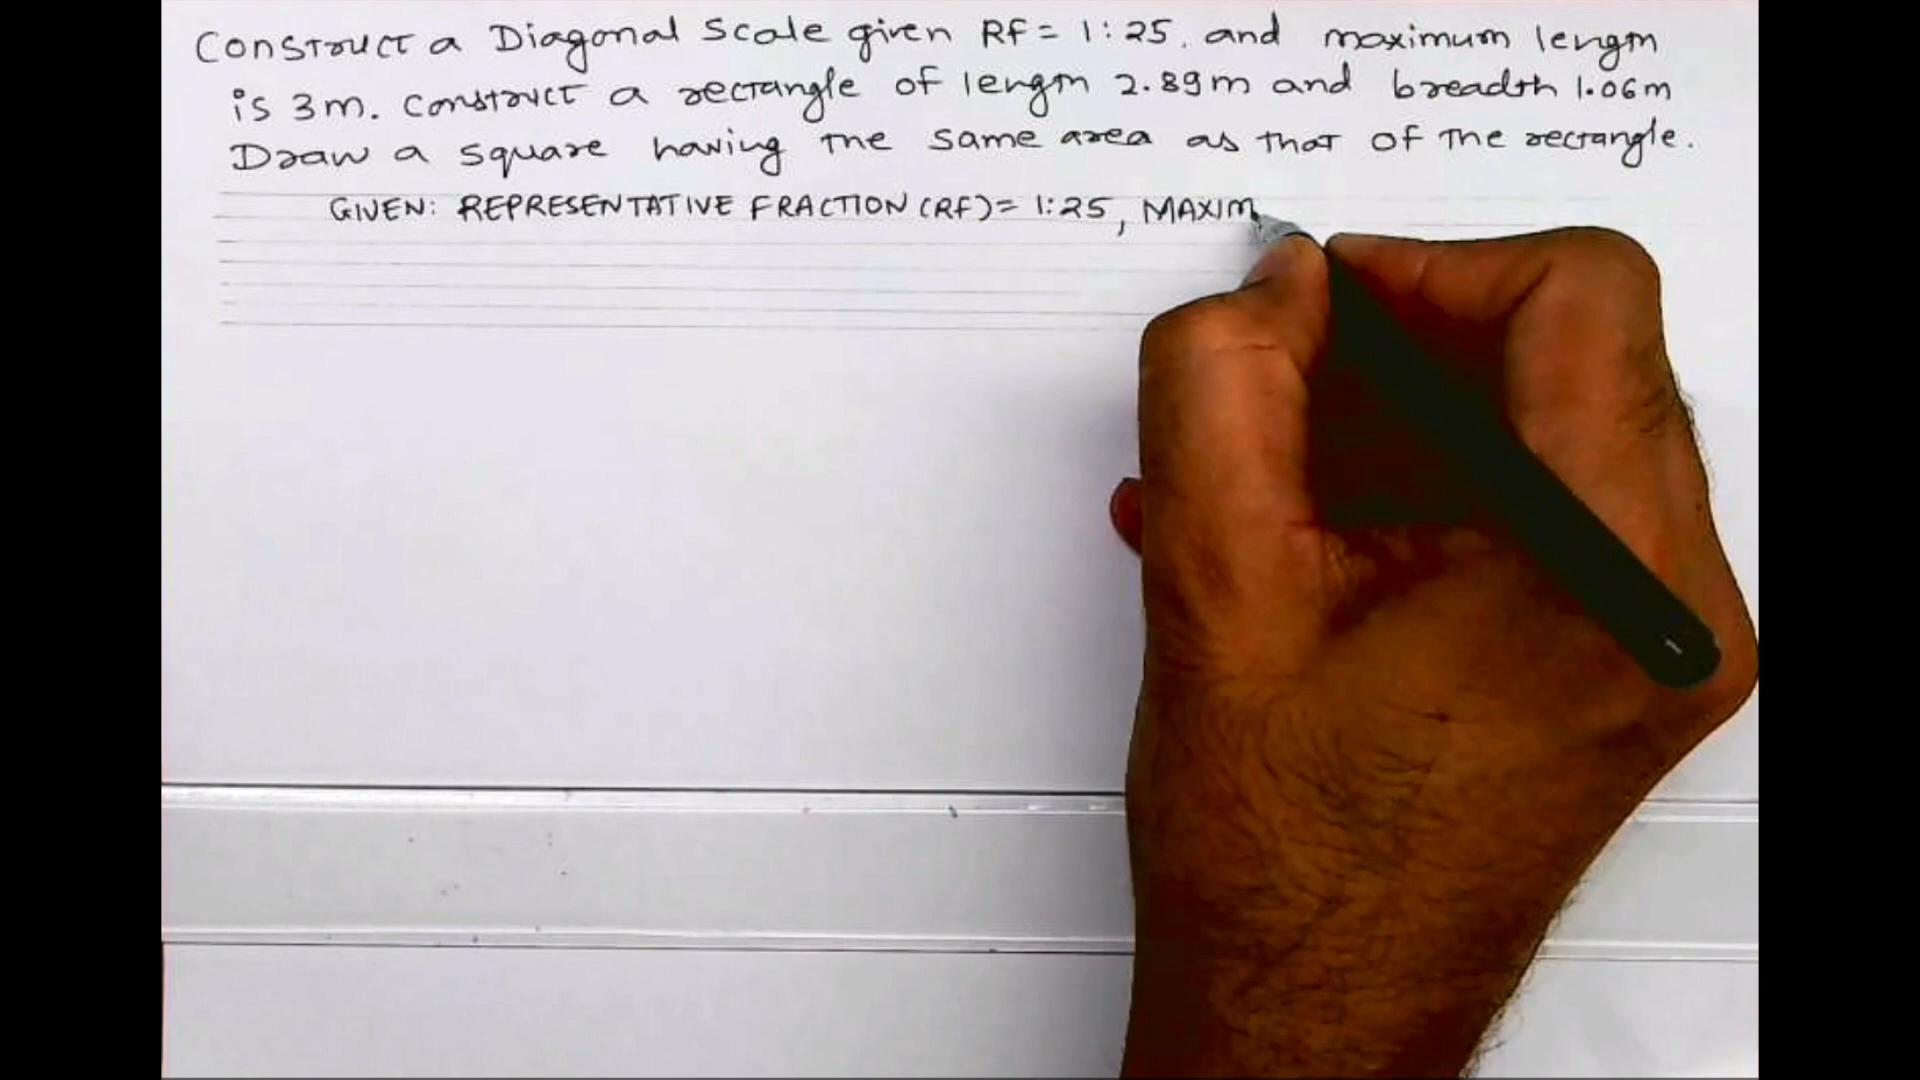 Construct a Diagonal Scale given RF = 1:25. and maximum length
is 3m. Construct a rectangle of length 2.89m and breadth 1.06m
Draw a square having the same area as that of the rectangle.
GIVEN: REPRESENTATIVE FRACTION (RF) = 1:25, MAXIM